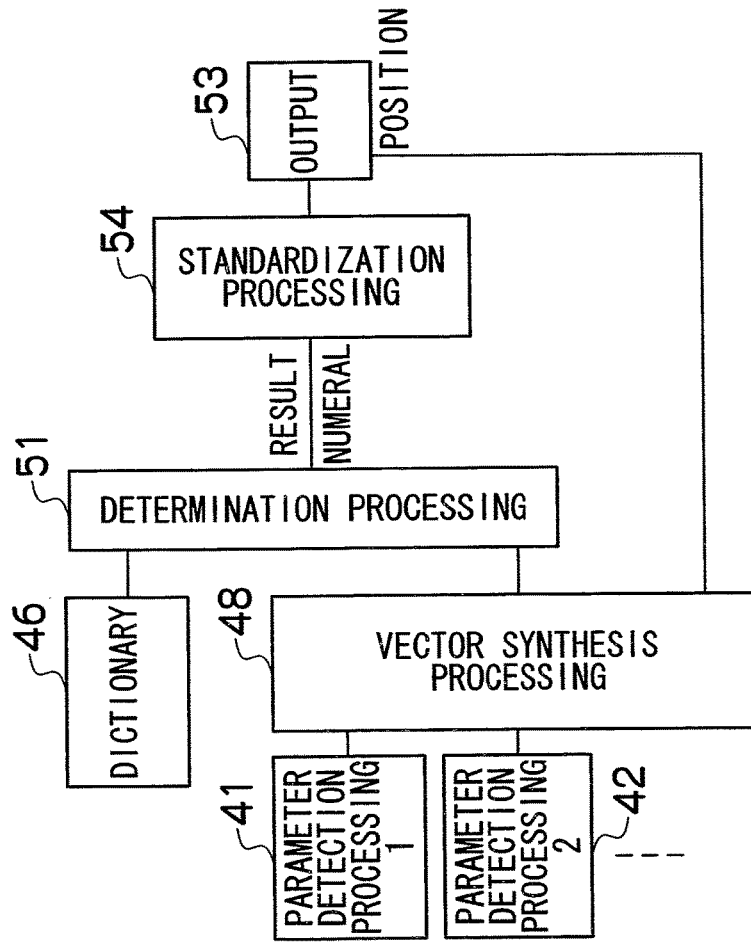 46
DICTIONARY
41
PARAMETER
DETECTION
PROCESSING
1
PARAMETER
DETECTION
PROCESSING
2
42
48
VECTOR SYNTHESIS
PROCESSING
51
DETERMINATION PROCESSING
RESULT
NUMERAL
54
STANDARDIZATION
PROCESSING
53
OUTPUT
POSITION